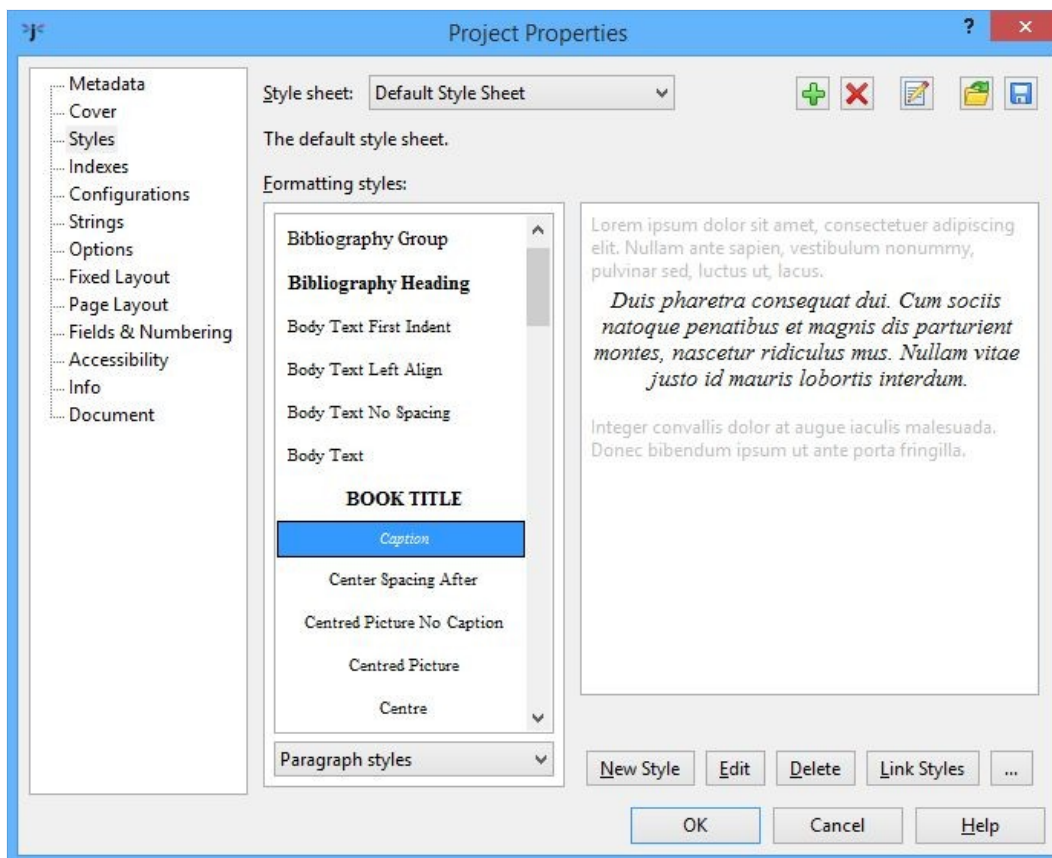 Project Properties
?
Metadata
Cover
Styles
Indexes
Configurations
Strings
Options
Fixed Layout
Page Layout
Fields & Numbering
Accessibility
Info
Document
Style sheet: Default Style Sheet
The default style sheet.
Formatting styles:
Bibliography Group
Bibliography Heading
Body Text First Indent
Body Text Left Align
Body Text No Spacing
Body Text
BOOK TITLE
Caption
Center Spacing After
Centred Picture No Caption
Centred Picture
Centre
Paragraph styles
Lorem ipsum dolor sit amet, consectetuer adipiscing
elit. Nullam ante sapien, vestibulum nonummy,
pulvinar sed, luctus ut, lacus.
Duis pharetra consequat dui. Cum sociis
natoque penatibus et magnis dis parturient
montes, nascetur ridiculus mus. Nullam vitae
justo id mauris lobortis interdum.
Integer convallis dolor at augue iaculis malesuada.
Donec bibendum ipsum ut ante porta fringilla.
New Style Edit Delete Link Styles ...
OK Cancel Help